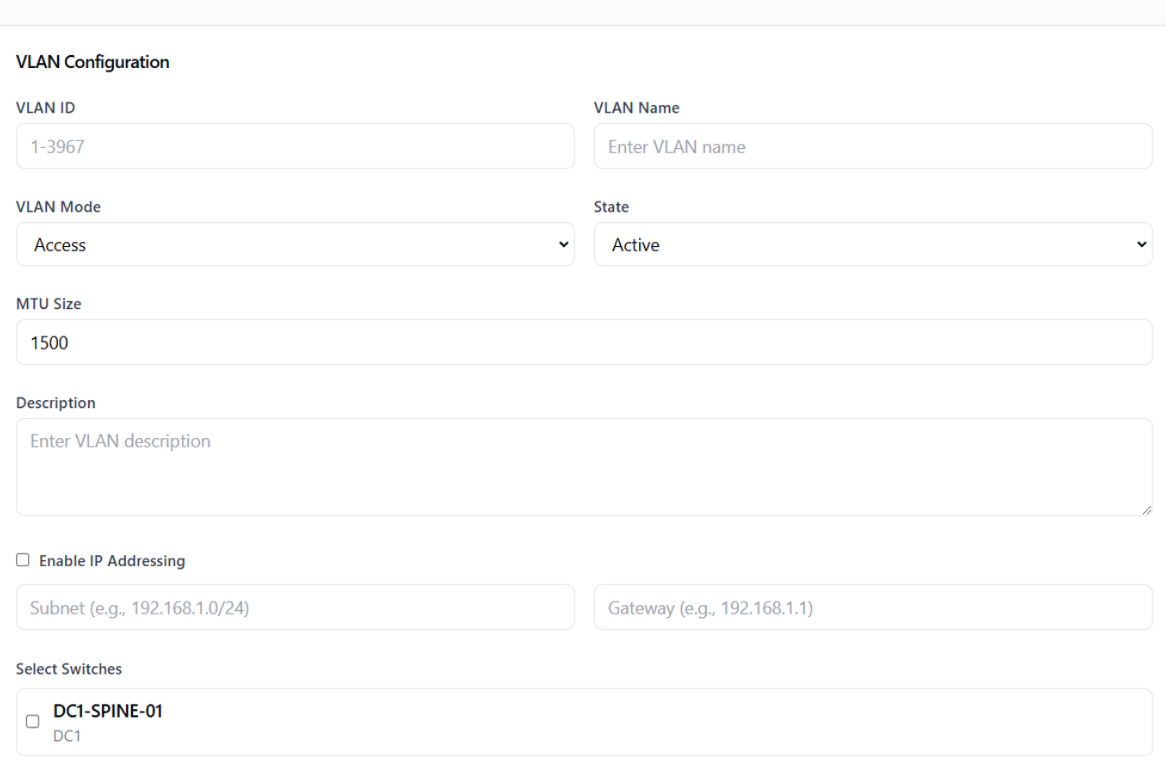 VLAN Configuration
VLAN ID
VLAN Name
1-3967
Enter VLAN name
VLAN Mode
State
Access
Active
MTU Size
1500
Description
Enter VLAN description
Enable IP Addressing
Subnet (e.g., 192.168.1.0/24)
Gateway (e.g., 192.168.1.1)
Select Switches
DC1-SPINE-01
DC1